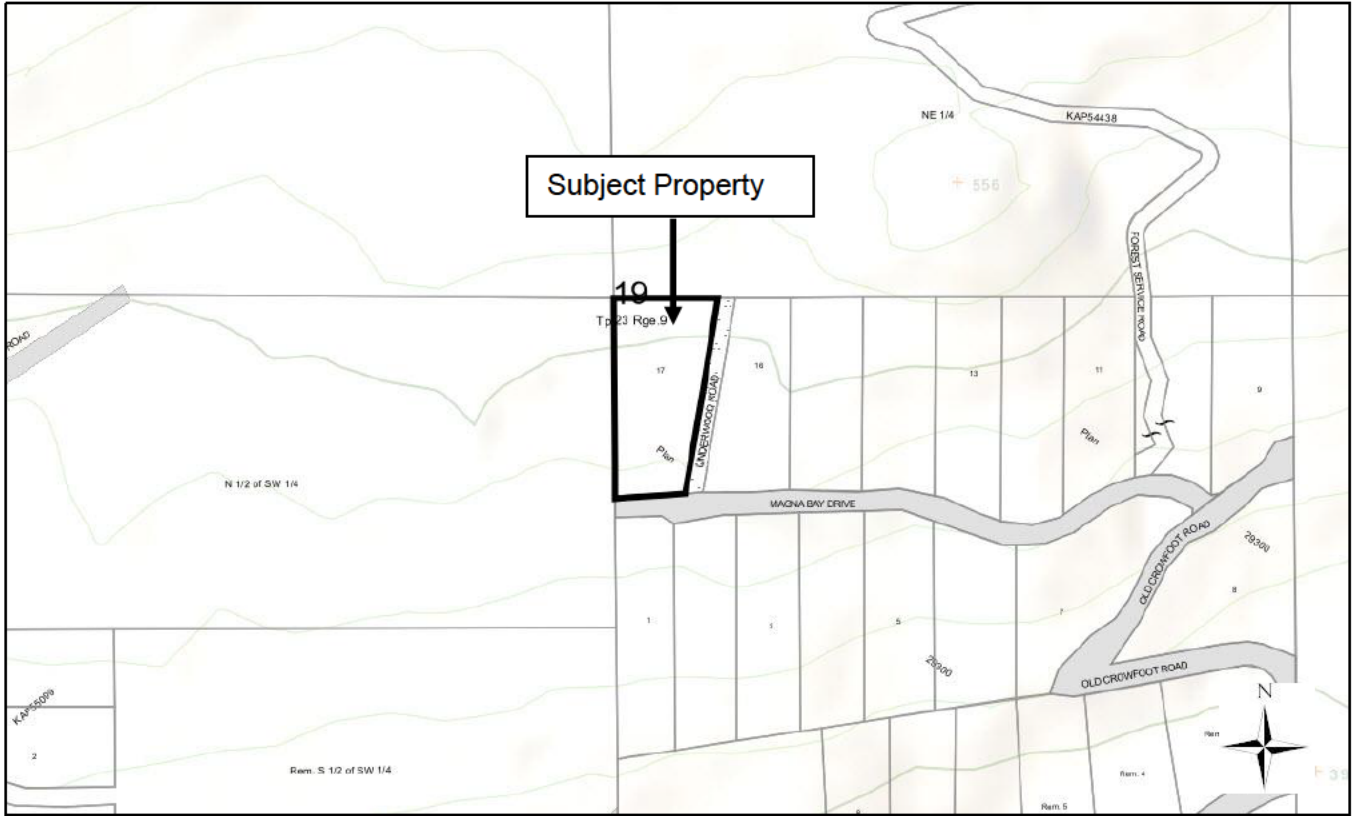 NE 1/4
KAP54438
Subject Property
556
FOREST SERVICE ROAD
19
Tp 23 Rge.9
ROAD
17
16
13
11
9
UNDERWOOD ROAD
Plan
Plan
N 1/2 of SW 1/4
MAGNA BAY DRIVE
OLD CROWFOOT ROAD
29300
8
1
5
7
29300
OLD CROWFOOT ROAD
N
KAP55099
2
Rem. S 1/2 of SW 1/4
Rem
Rem. 4
Rem. 5
39